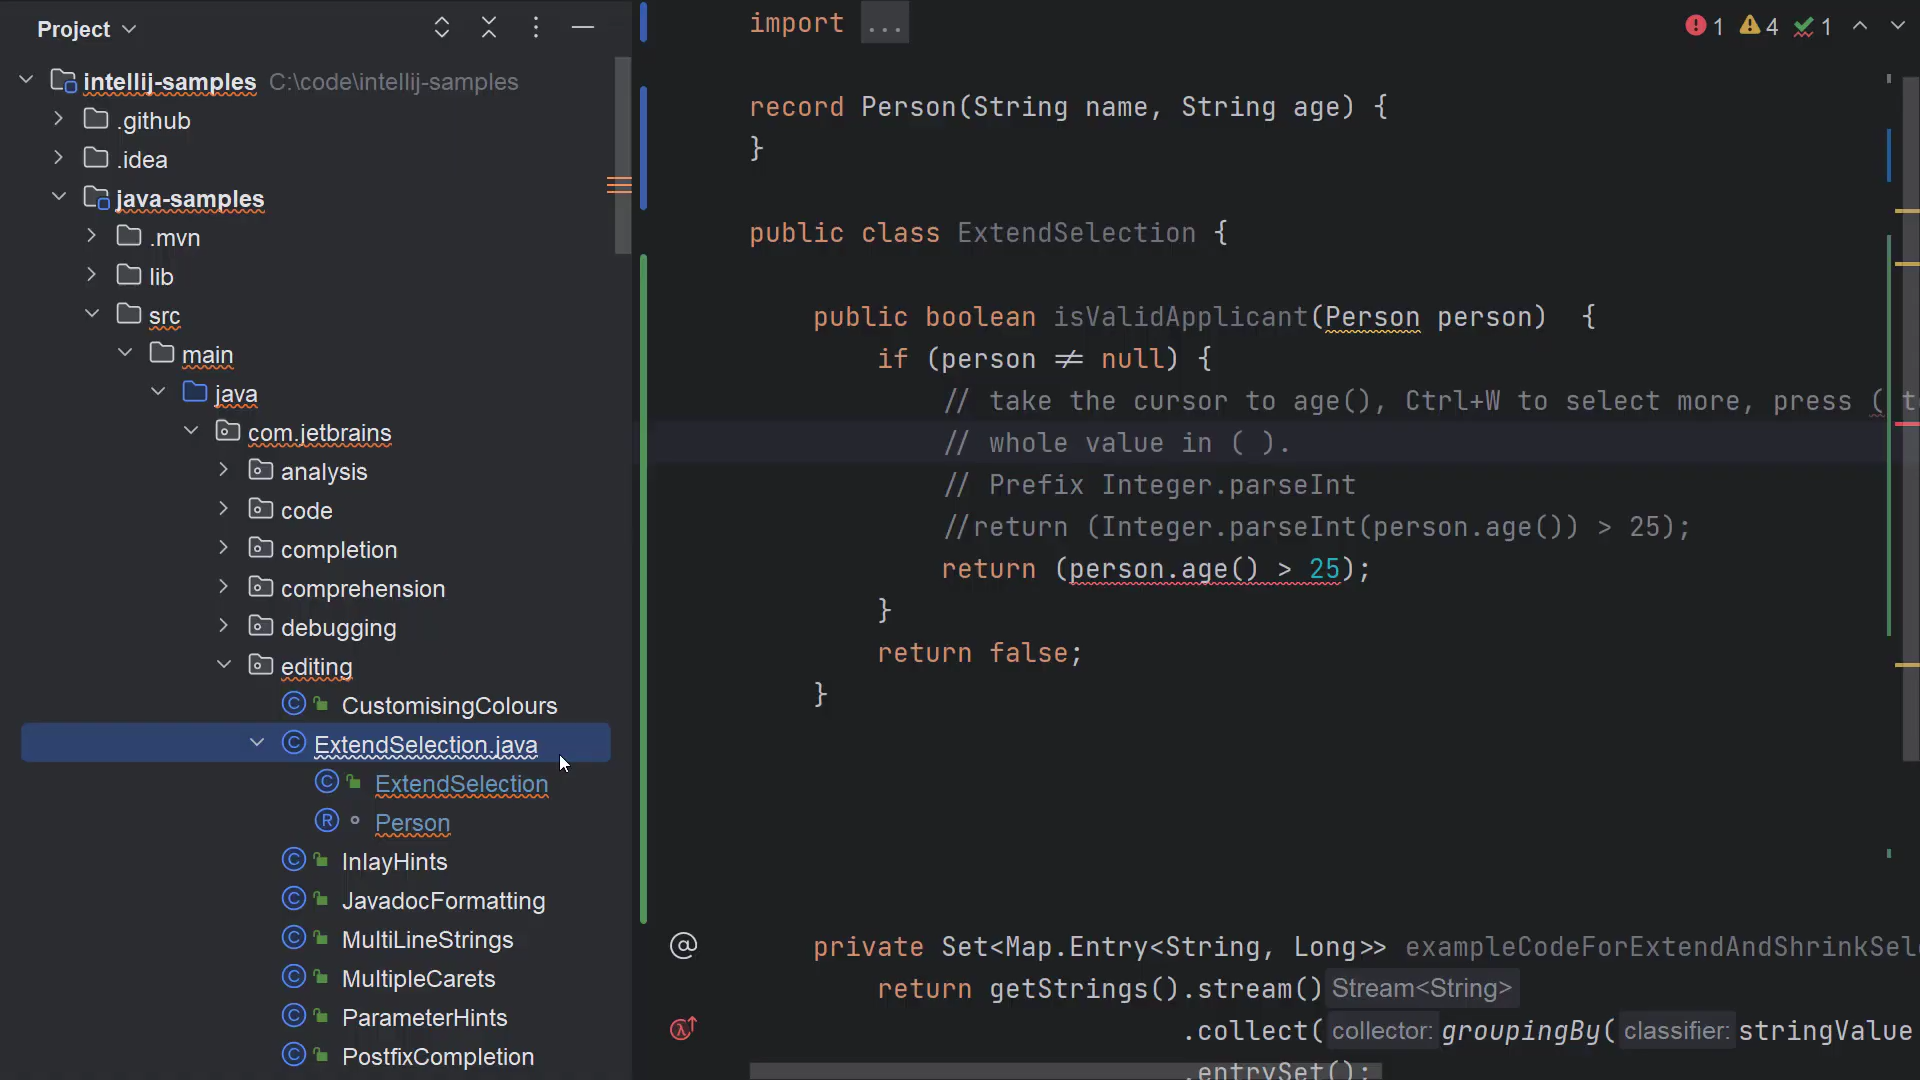 Project
intellij-samples C:\code\intellij-samples
.github
.idea
java-samples
.mvn
lib
src
main
java
com.jetbrains
analysis
code
completion
comprehension
debugging
editing
CustomisingColours
ExtendSelection.java
ExtendSelection
Person
InlayHints
JavadocFormatting
MultiLineStrings
MultipleCarets
ParameterHints
PostfixCompletion
1 4 1
import ...
record Person(String name, String age) {
}
public class ExtendSelection {
public boolean isValidApplicant(Person person) {
if (person ≠ null) {
// take the cursor to age(), Ctrl+W to select more, press ( t
// whole value in ( ).
// Prefix Integer.parseInt
//return (Integer.parseInt(person.age()) > 25);
return (person.age() > 25);
}
return false;
}
private Set<Map.Entry<String, Long>> exampleCodeForExtendAndShrinkSel
return getStrings().stream() Stream<String>
.collect( collector: groupingBy( classifier: stringValue
.entrySet();